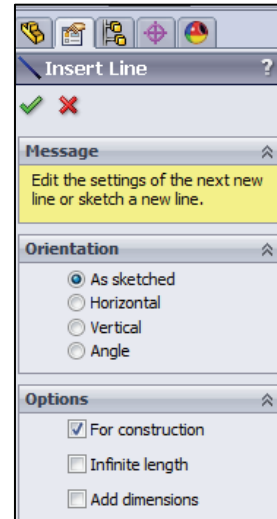 Insert Line ?
Message
Edit the settings of the next new
line or sketch a new line.
Orientation
As sketched
Horizontal
Vertical
Angle
Options
For construction
Infinite length
Add dimensions